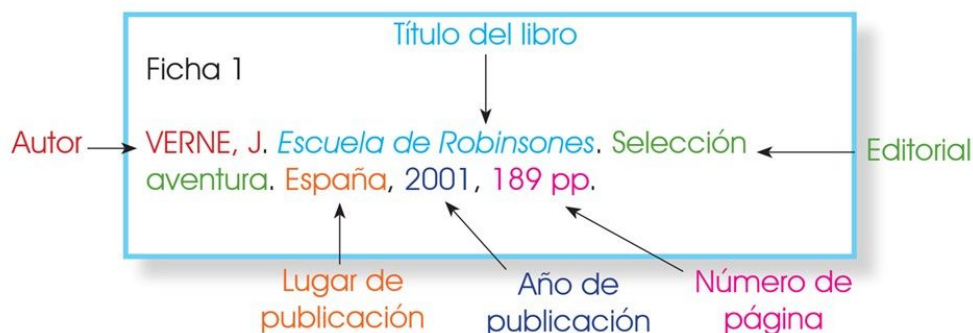 Título del libro
Ficha 1
Autor
VERNE, J. Escuela de Robinsones. Selección
aventura. España, 2001, 189 pp.
Editorial
Lugar de
publicación
Año de
publicación
Número de
página